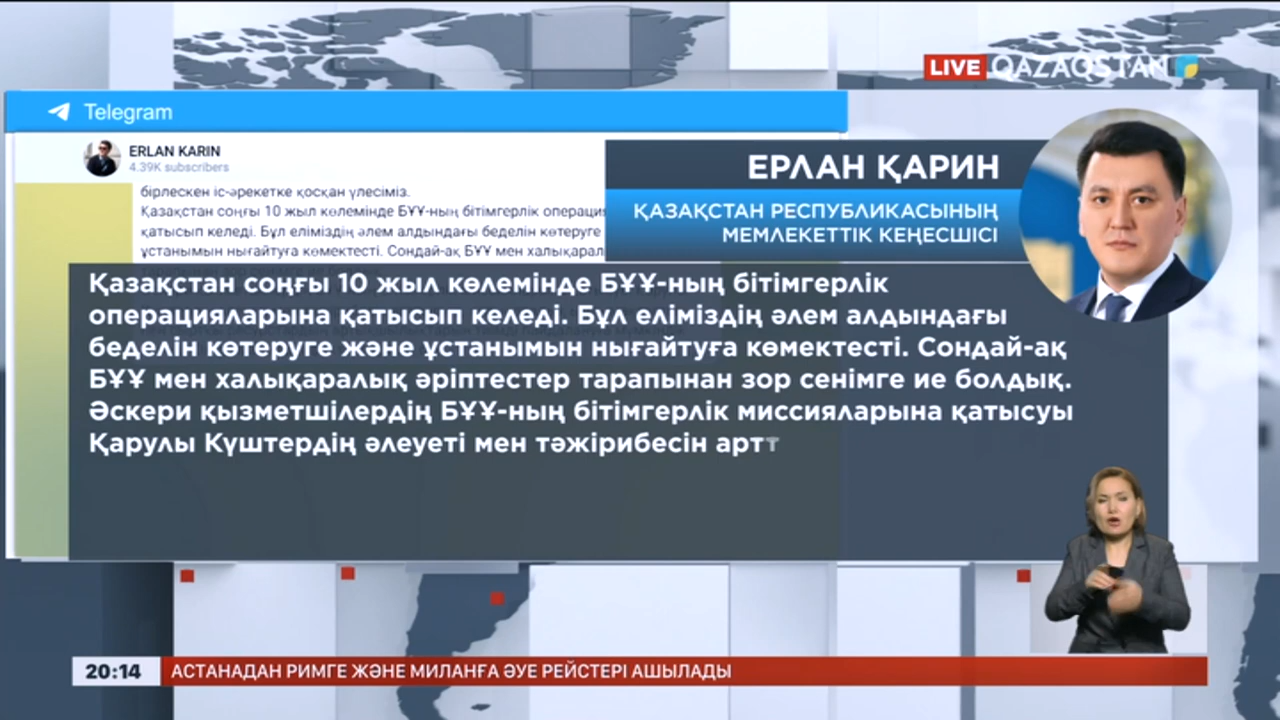 LIVE QAZAQSTAN
Telegram
ERLAN KARIN
4.39K subscribers
бірлескен іс-әрекетке қосқан үлесіміз.
Қазақстан соңғы 10 жыл көлемінде БҰҰ-ның бітімгерлік
қатысып келеді. Бұл еліміздің әлем алдындағы беделін көтеруге
ұстанымын нығайтуға көмектесті. Сондай-ақ БҰҰ мен
ЕРЛАН ҚАРИН
ҚАЗАҚСТАН РЕСПУБЛИКАСЫНЫҢ
МЕМЛЕКЕТТІК КЕҢЕСШІСІ
Қазақстан соңғы 10 жыл көлемінде БҰҰ-ның бітімгерлік
операцияларына қатысып келеді. Бұл еліміздің әлем алдындағы
беделін көтеруге және ұстанымын нығайтуға көмектесті. Сондай-ақ
БҰҰ мен халықаралық әріптестер тарапынан зор сенімге ие болдық.
Әскери қызметшілердің БҰҰ-ның бітімгерлік миссияларына қатысуы
Қарулы Күштердің әлеуеті мен тәжірибесін артт
20:14 АСТАНАДАН РИМГЕ ЖӘНЕ МИЛАНҒА ӘУЕ РЕЙСТЕРІ АШЫЛАДЫ